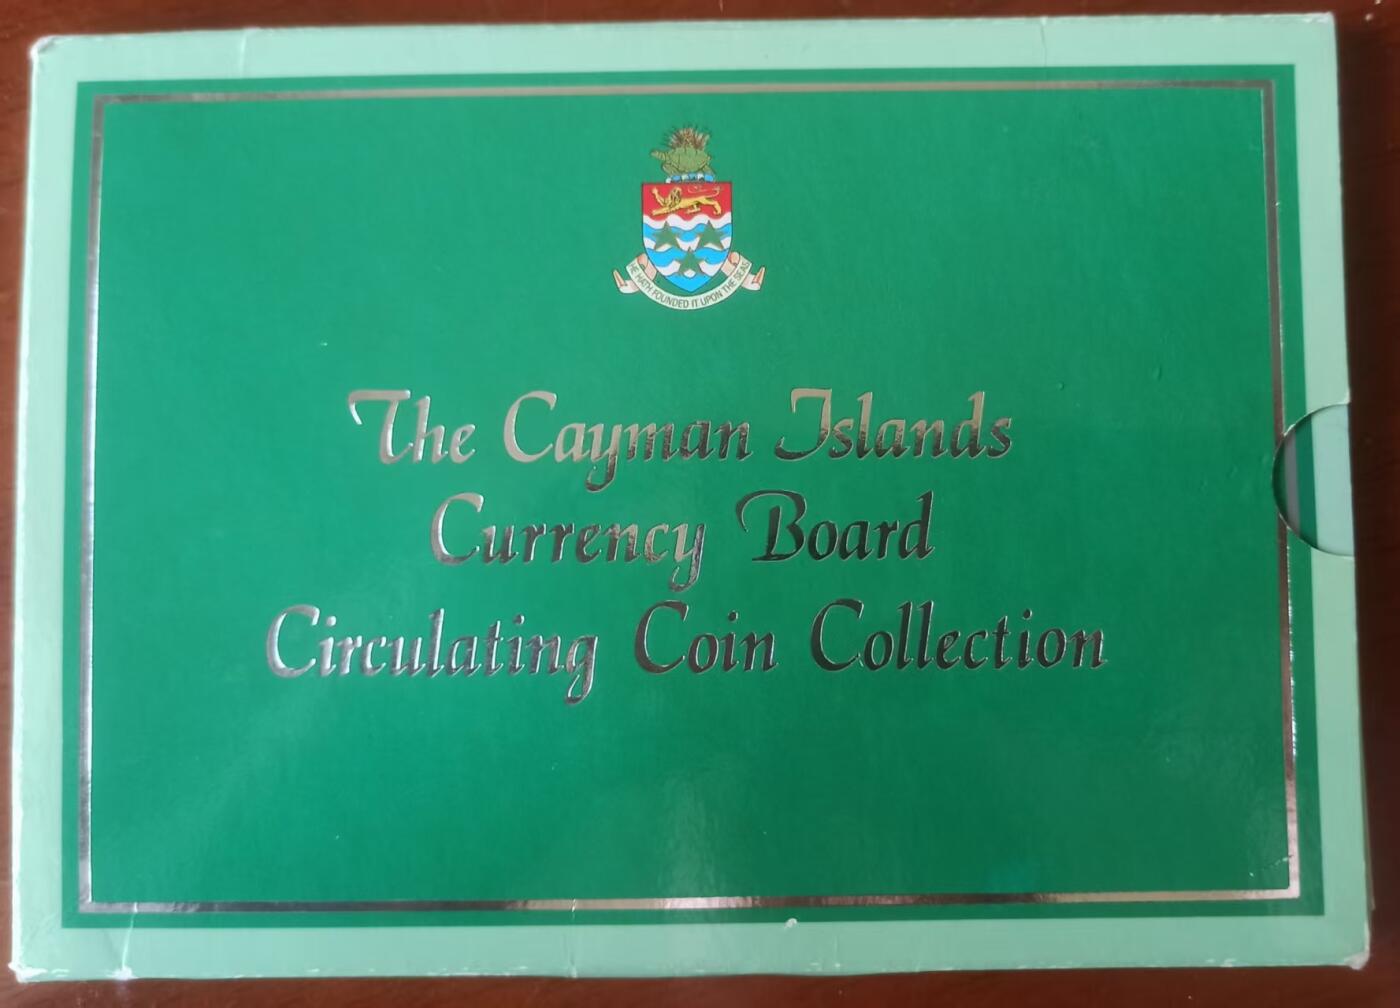 HE HATH FOUNDED IT UPON THE SEAS
The Cayman Islands
Currency Board
Circulating Coin Collection